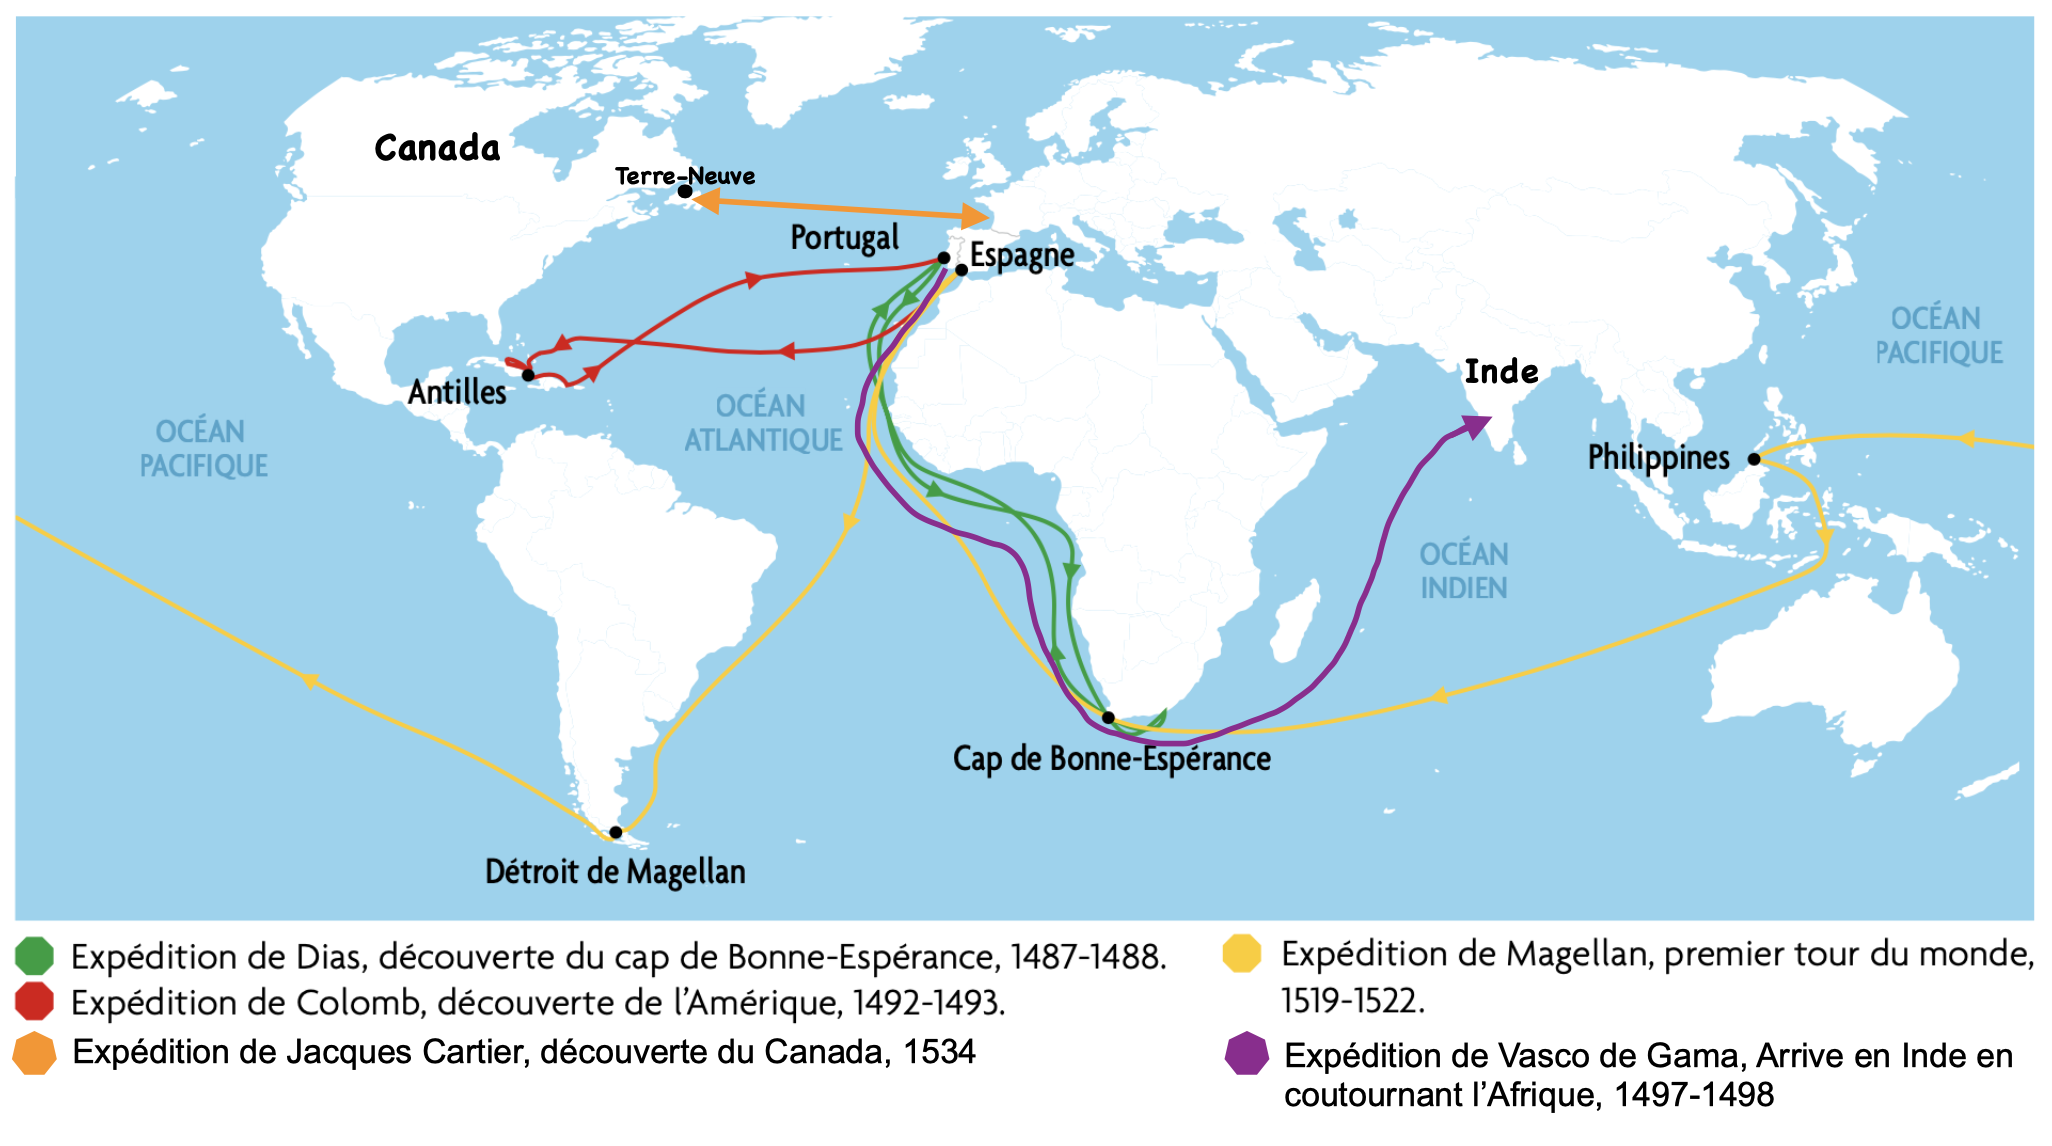 Canada
Terre-Neuve
Portugal
Espagne
OCÉAN
PACIFIQUE
Inde
Antilles
OCÉAN
ATLANTIQUE
OCÉAN
PACIFIQUE
Philippines
OCÉAN
INDIEN
Cap de Bonne-Espérance
Détroit de Magellan
Expédition de Dias, découverte du cap de Bonne-Espérance, 1487-1488.
Expédition de Colomb, découverte de l'Amérique, 1492-1493.
Expédition de Jacques Cartier, découverte du Canada, 1534
Expédition de Magellan, premier tour du monde,
1519-1522.
Expédition de Vasco de Gama, Arrive en Inde en
coutournant l'Afrique, 1497-1498